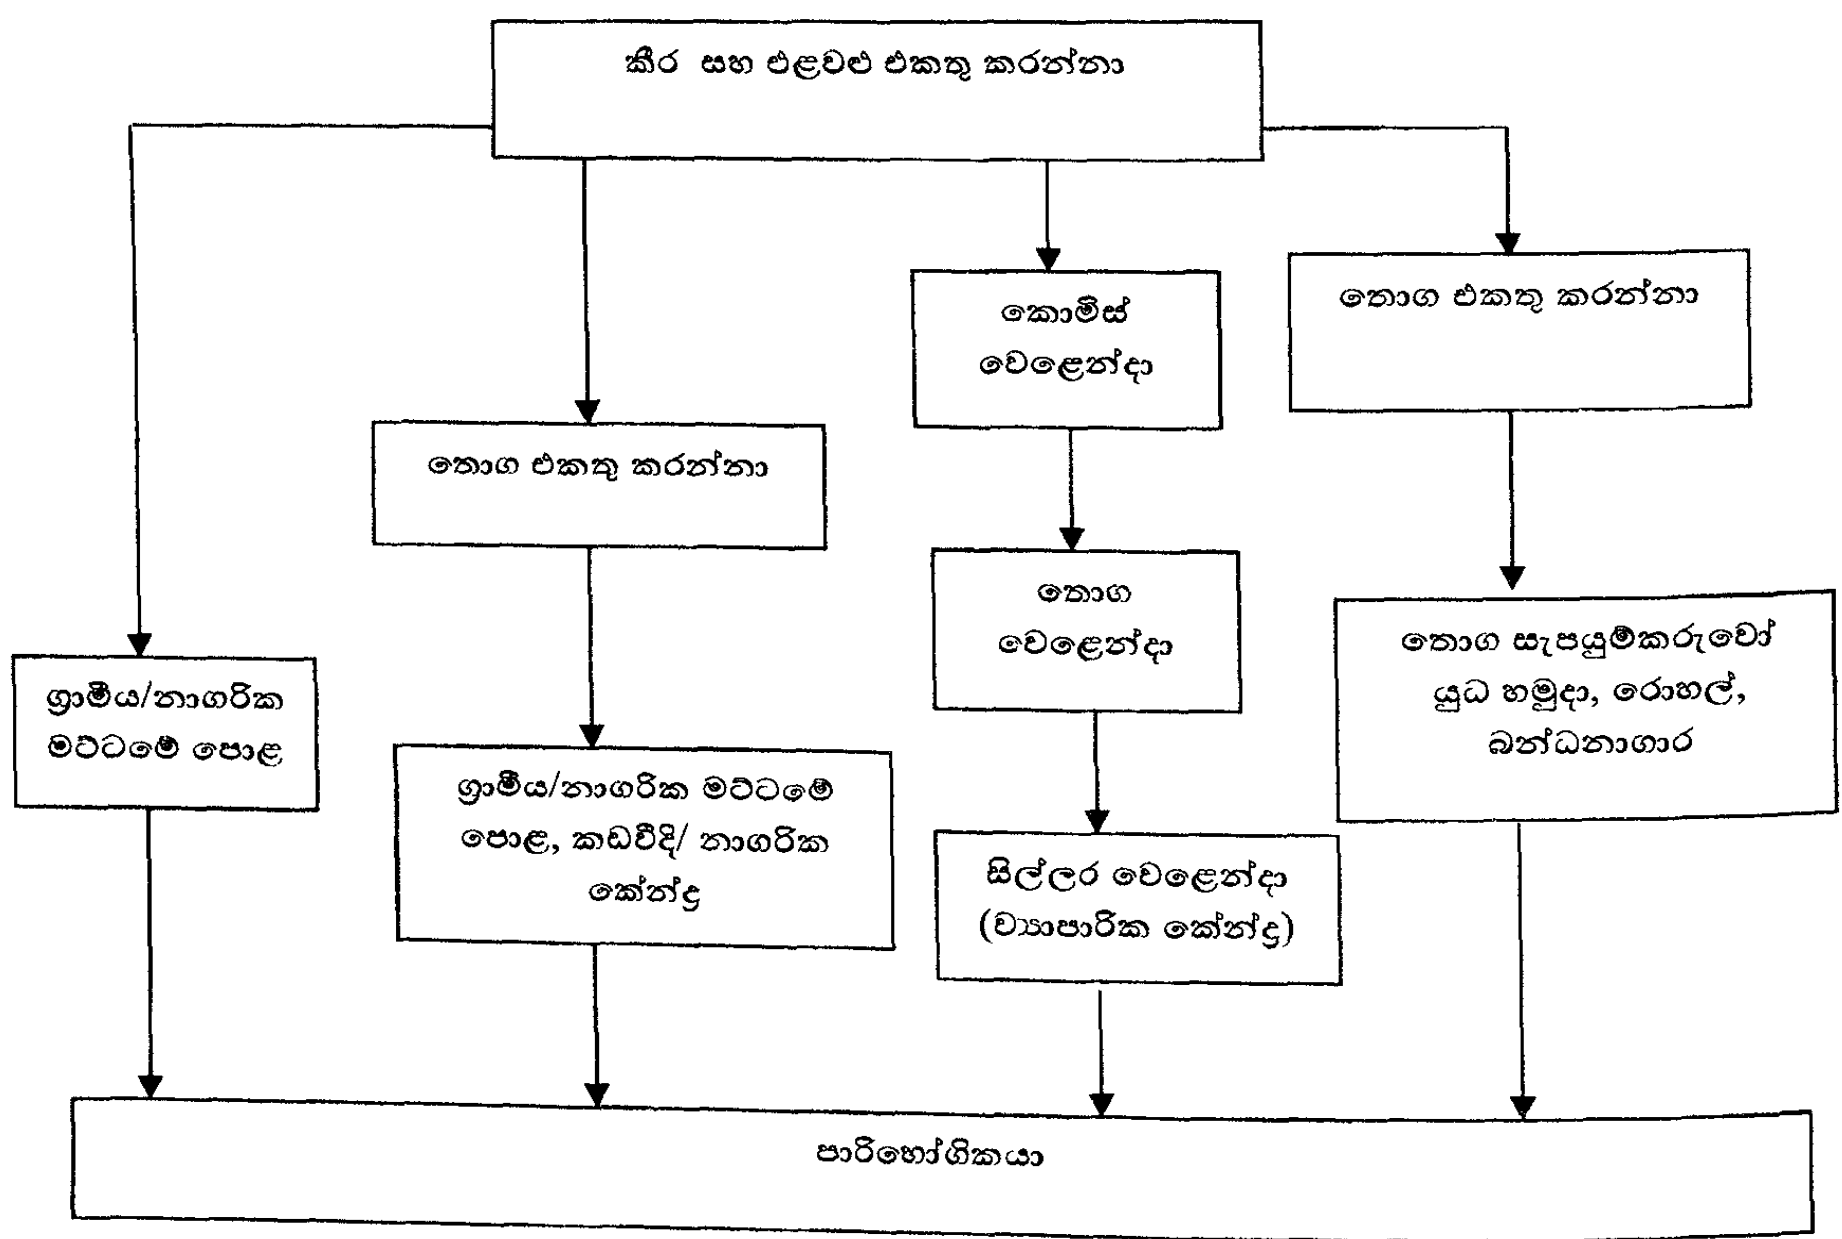 කීර සහ එළවළු එකතු කරන්නා
කොමිස්
වෙළෙන්දා
තොග එකතු කරන්නා
තොග එකතු කරන්නා
තොග
වෙළෙන්දා
තොග සැපයුම්කරුවෝ
යුධ හමුදා, රොහල්,
බන්ධනාගාර
ග්‍රාමීය/නාගරික
මට්ටමේ පොළ
ග්‍රාමීය/නාගරික මට්ටමේ
පොළ, කඩවීදි/ නාගරික
කේන්ද්‍ර
සිල්ලර වෙළෙන්දා
(ව්‍යාපාරික කේන්ද්‍ර)
පාරිභෝගිකයා